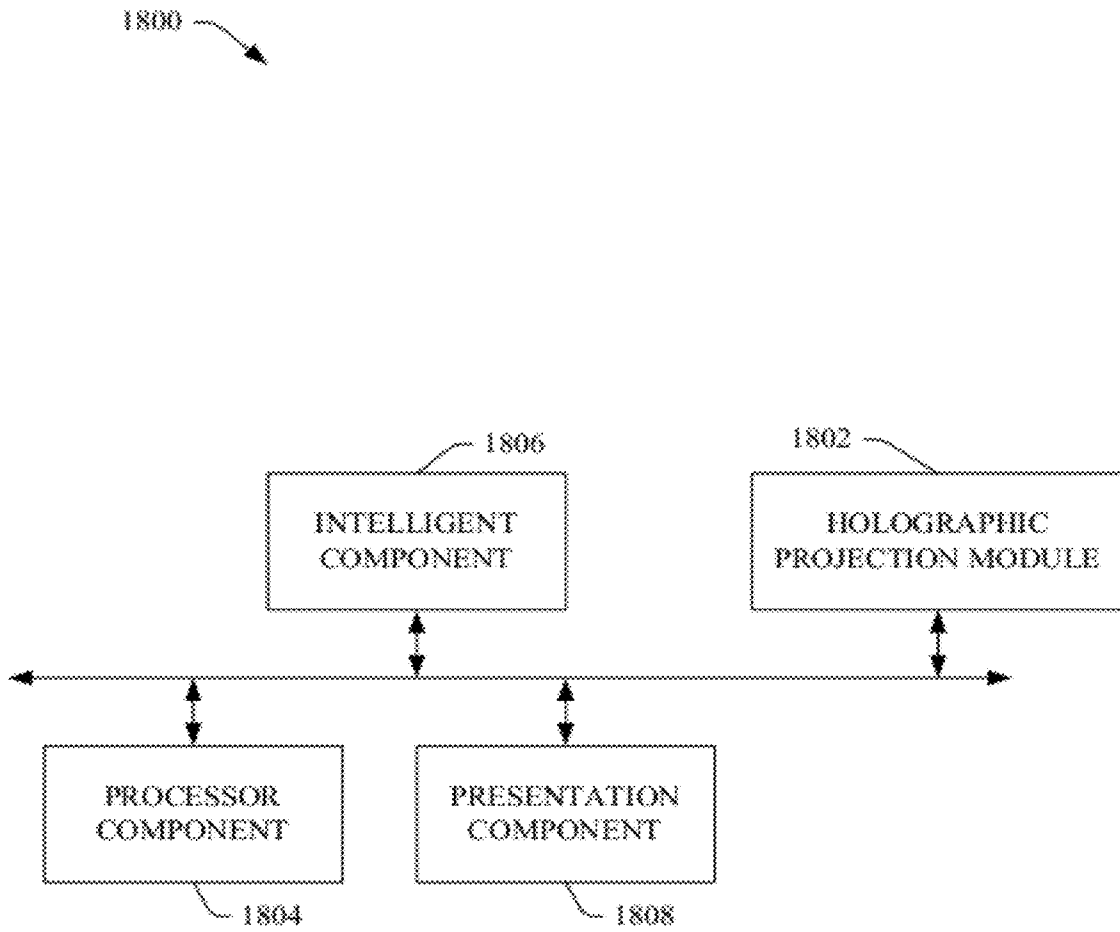 1800
1806
1802
INTELLIGENT
COMPONENT
HOLOGRAPHIC
PROJECTION MODULE
PROCESSOR
COMPONENT
PRESENTATION
COMPONENT
1804
1808